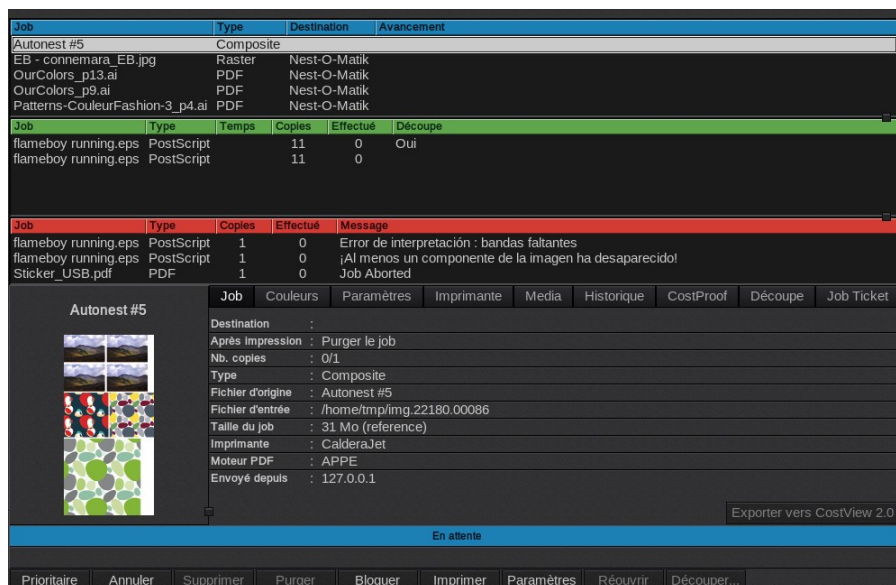 Job Type Destination Avancement
Autonest #5 Composite
EB - connemara_EB.jpg Raster Nest-O-Matik
OurColors_p13.ai PDF Nest-O-Matik
OurColors_p9.ai PDF Nest-O-Matik
Patterns-CouleurFashion-3_p4.ai PDF Nest-O-Matik
Job Type Temps Copies Effectué Découpe
flameboy running.eps PostScript 11 0 Oui
flameboy running.eps PostScript 11 0
Job Type Copies Effectué Message
flameboy running.eps PostScript 1 0 Error de interpretación : bandas faltantes
flameboy running.eps PostScript 1 0 ¡Al menos un componente de la imagen ha desaparecido!
Sticker_USB.pdf PDF 1 0 Job Aborted
Autonest #5
Job Couleurs Paramètres Imprimante Media Historique CostProof Découpe Job Ticket
Destination :
Après impression : Purger le job
Nb. copies : 0/1
Type : Composite
Fichier d'origine : Autonest #5
Fichier d'entrée : /home/tmp/img.22180.00086
Taille du job : 31 Mo (reference)
Imprimante : CalderaJet
Moteur PDF : APPE
Envoyé depuis : 127.0.0.1
Exporter vers CostView 2.0
En attente
Prioritaire Annuler Supprimer Purger Bloquer Imprimer Paramètres Réouvrir Découper...